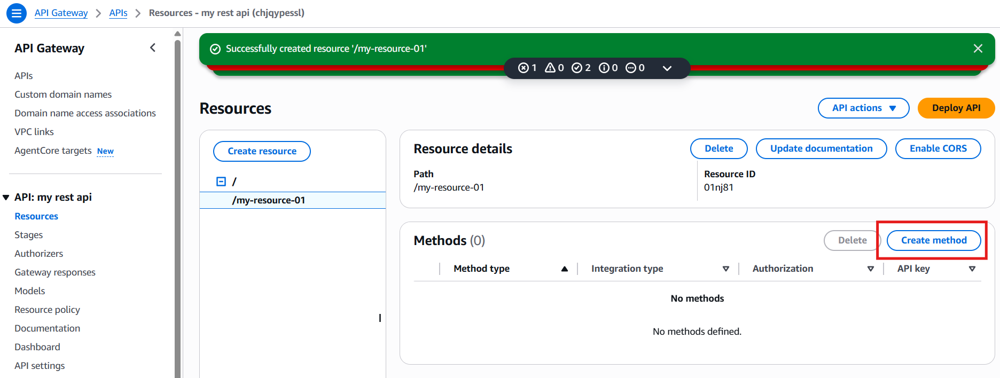 API Gateway > APIs > Resources - my rest api (chjqypessl)
API Gateway
APIs
Custom domain names
Domain name access associations
VPC links
AgentCore targets New
API: my rest api
Resources
Stages
Authorizers
Gateway responses
Models
Resource policy
Documentation
Dashboard
API settings
Successfully created resource '/my-resource-01'
1 0 2 0 0
Resources
API actions
Deploy API
Create resource
/
/my-resource-01
Resource details
Delete
Update documentation
Enable CORS
Path
/my-resource-01
Resource ID
01nj81
Methods (0)
Delete
Create method
Method type
Integration type
Authorization
API key
No methods
No methods defined.